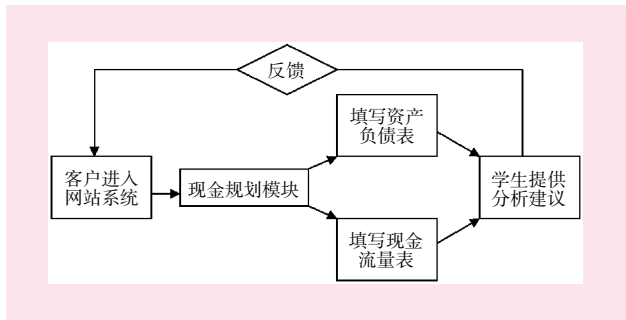 反馈
填写资产
负债表
客户进入
网站系统
现金规划模块
学生提供
分析建议
填写现金
流量表